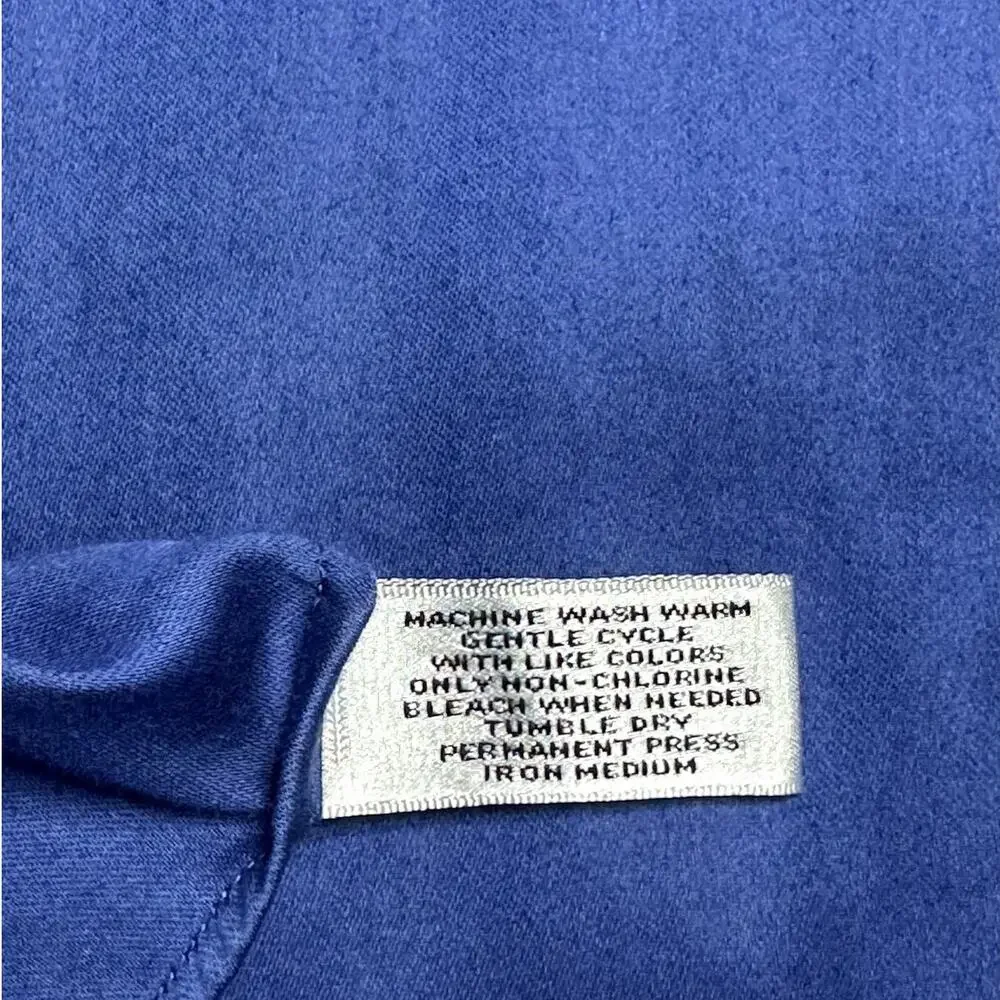 MACHINE WASH WARM
GENTLE CYCLE
WITH LIKE COLORS
ONLY NON-CHLORINE
BLEACH WHEN NEEDED
TUMBLE DRY
PERMANENT PRESS
IRON MEDIUM